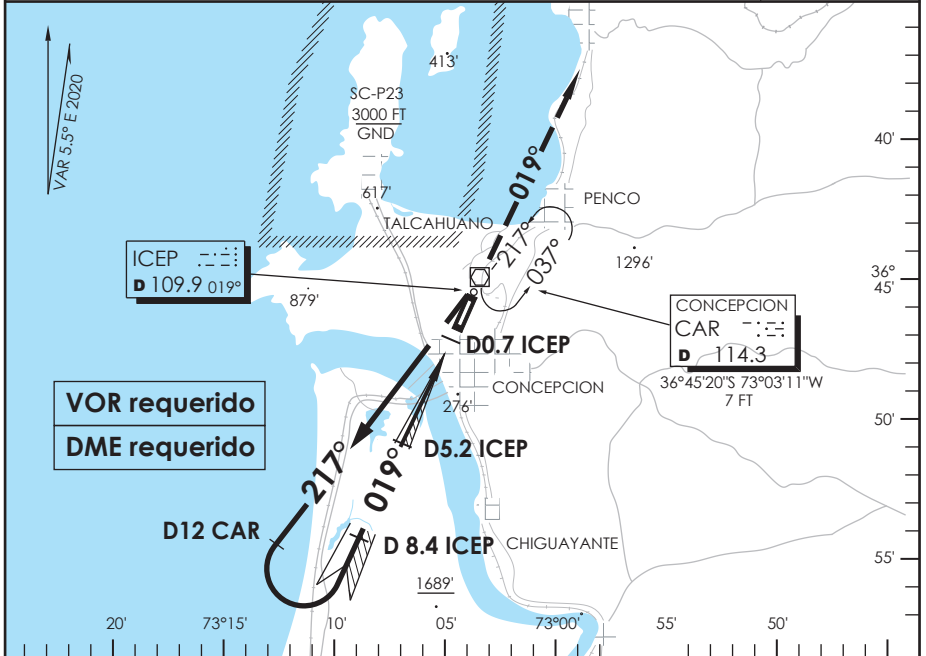 VAR 5.5° E 2020
413'
SC-P23
3000 FT
GND
617'
TALCAHUANO
019°
PENCO
217°
037°
1296'
ICEP
D 109.9 019°
879'
CONCEPCION
CAR
D 114.3
36°45'20"S 73°03'11"W
7 FT
D0.7 ICEP
CONCEPCION
276'
VOR requerido
DME requerido
D5.2 ICEP
217°
019°
D12 CAR
D 8.4 ICEP
CHIGUAYANTE
1689'
40'
36°
45'
50'
55'
20'
73°15'
10'
05'
73°00'
55'
50'